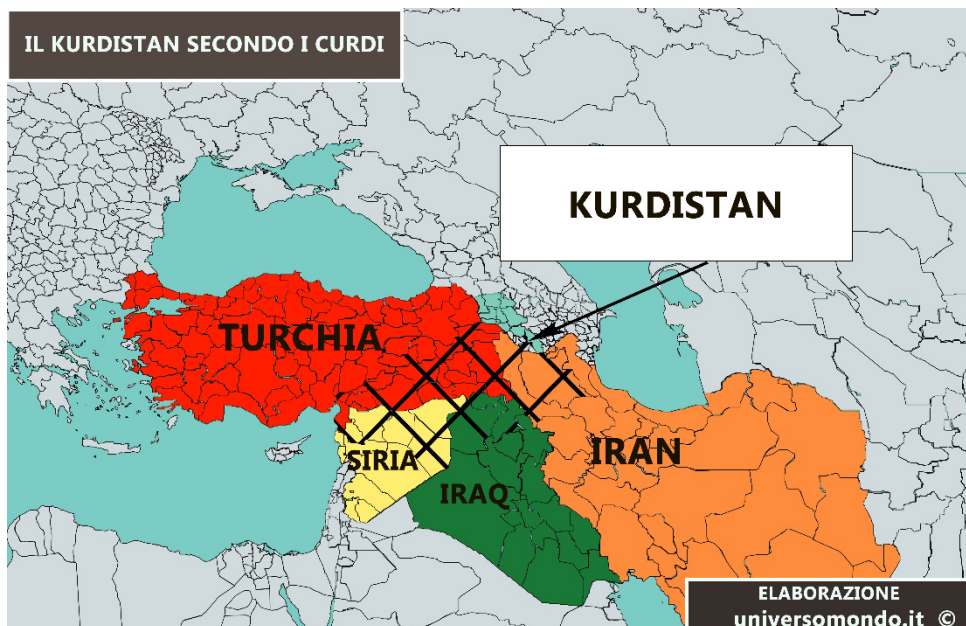 IL KURDISTAN SECONDO I CURDI
KURDISTAN
TURCHIA
SIRIA
IRAQ
IRAN
ELABORAZIONE
universomondo.it ©